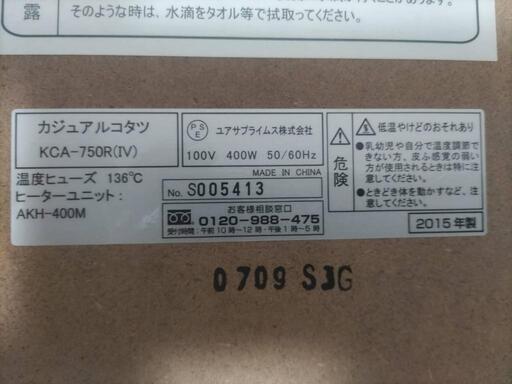 露
そのような時は、水滴をタオル等で拭取ってください。
カジュアルコタツ
KCA-750R(IV)
PSE
ユアサプライムス株式会社
100V 400W 50/60Hz
MADE IN CHINA
温度ヒューズ 136℃
ヒーターユニット:
AKH-400M
No. S005413
お客様相談窓口
0120-988-475
受付時間:午前10時~12時・午後1時~5時
危険
低温やけどのおそれあり
●乳幼児や自分で温度調節
できない方、皮ふ感覚の弱い
方が使用されるときは特に
注意してください。
●ときどき体を動かすなど、注意
してください。
2015年製
0709 SJG